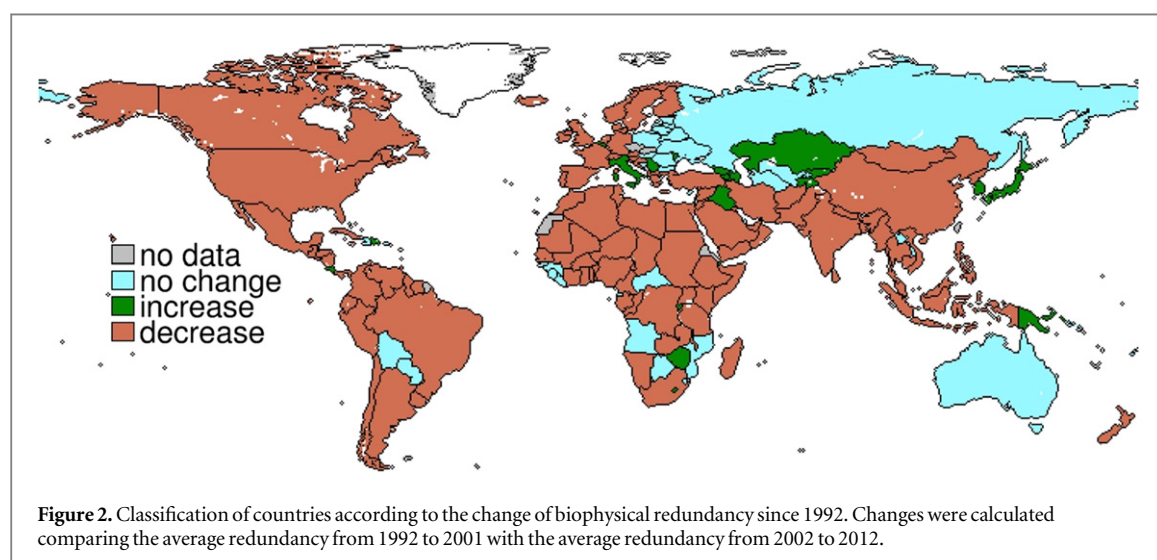 no data
no change
increase
decrease
Figure 2. Classification of countries according to the change of biophysical redundancy since 1992. Changes were calculated
comparing the average redundancy from 1992 to 2001 with the average redundancy from 2002 to 2012.